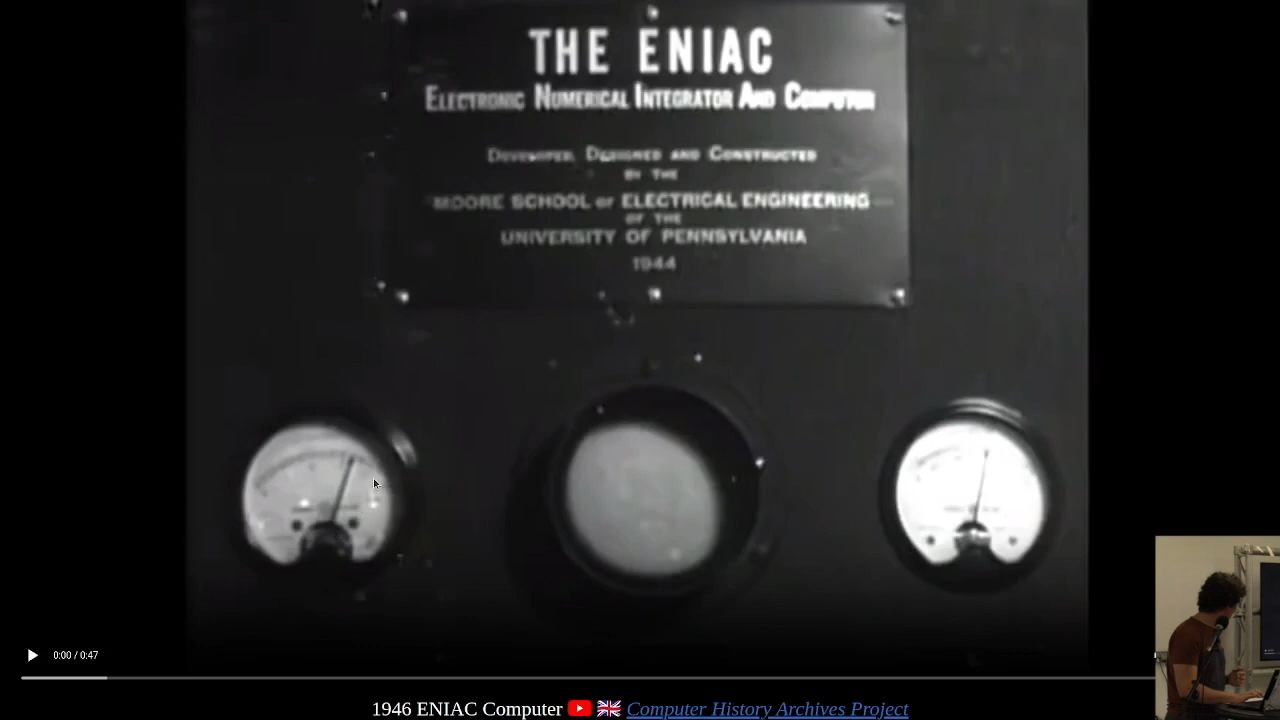 THE ENIAC
ELECTRONIC NUMERICAL INTEGRATOR AND COMPUTER
DEVELOPED, DESIGNED AND CONSTRUCTED
BY THE
MOORE SCHOOL OF ELECTRICAL ENGINEERING
OF THE
UNIVERSITY OF PENNSYLVANIA
1944
0:00 / 0:47
1946 ENIAC Computer Computer History Archives Project